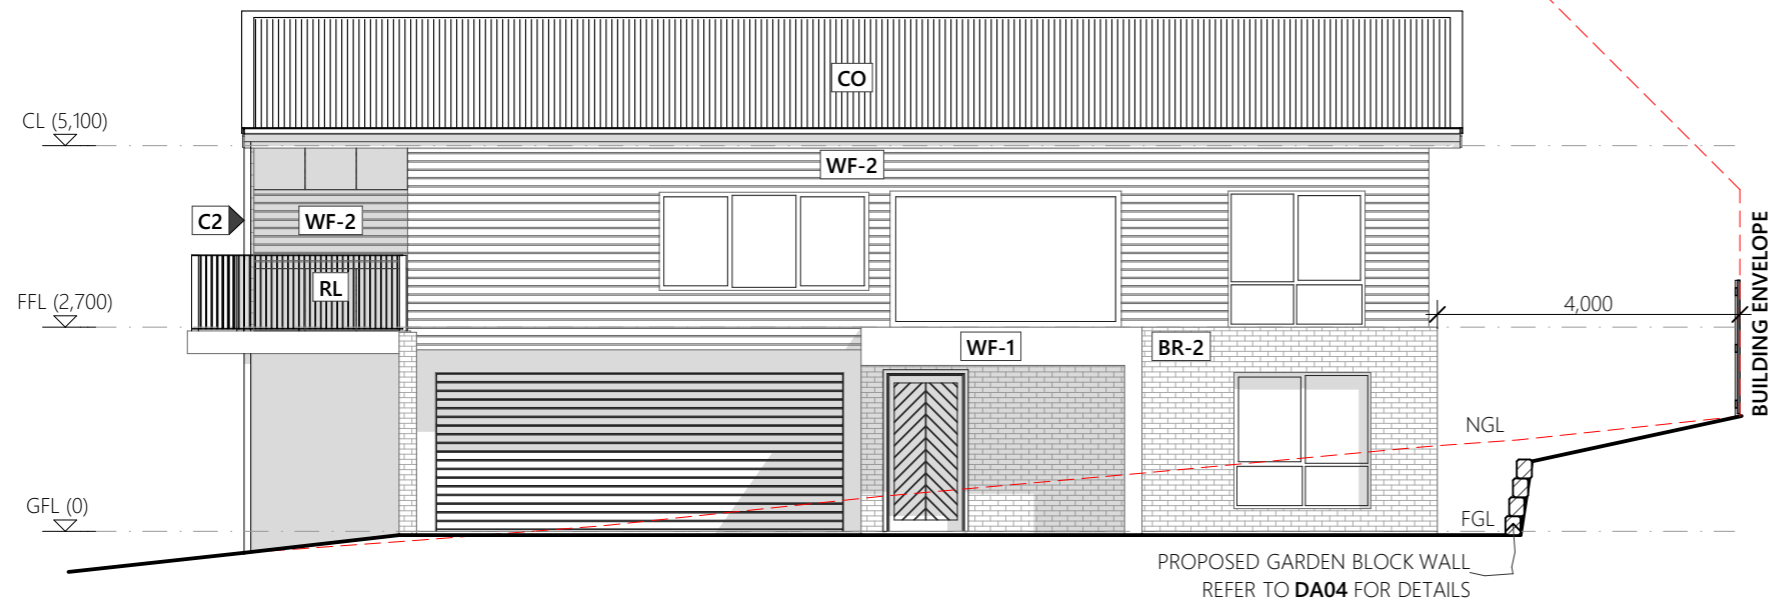 CO
CL (5,100)
WF-2
C2
WF-2
RL
FFL (2,700)
4,000
BUILDING ENVELOPE
WF-1
BR-2
NGL
GFL (0)
FGL
PROPOSED GARDEN BLOCK WALL
REFER TO DA04 FOR DETAILS